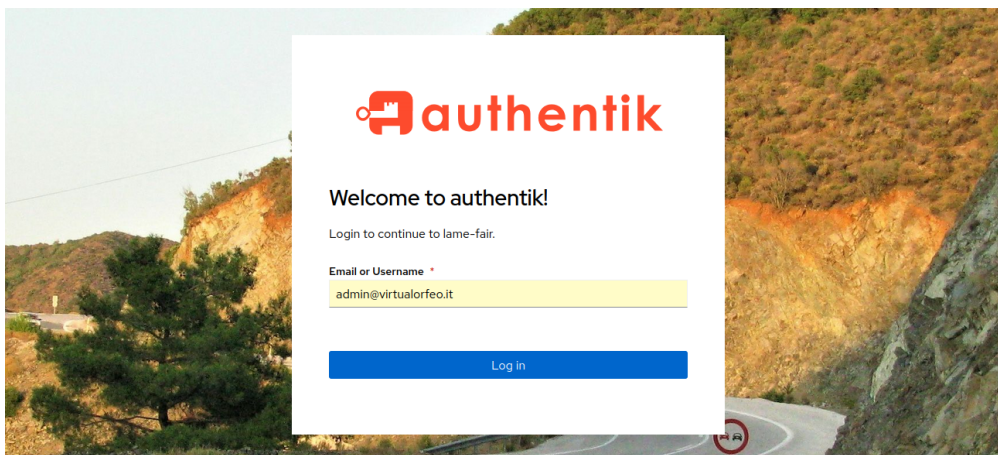 authentik
Welcome to authentik!
Login to continue to lame-fair.
Email or Username *
admin@virtualorfeo.it
Log in